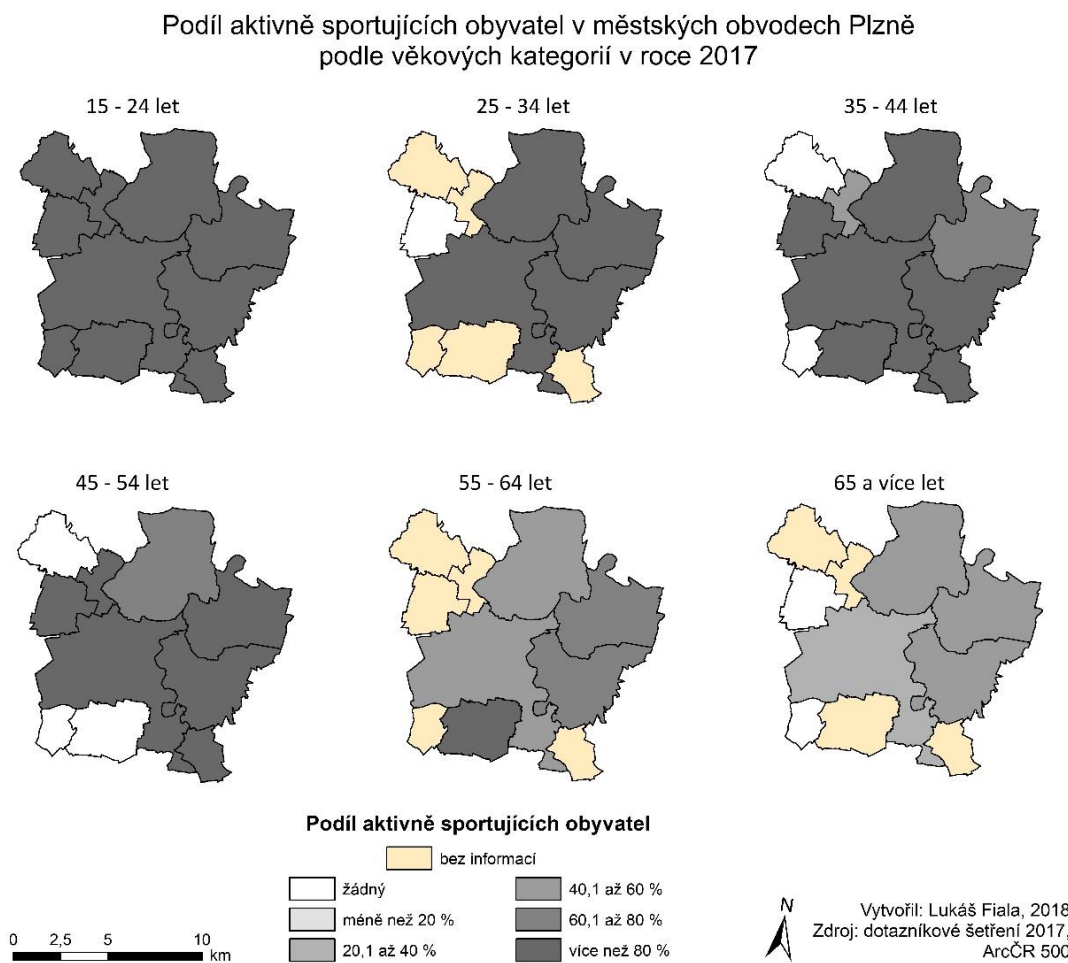 Podíl aktivně sportujících obyvatel v městských obvodech Plzně
podle věkových kategorií v roce 2017
15 - 24 let
25 - 34 let
35 - 44 let
45 - 54 let
55 - 64 let
65 a více let
Podíl aktivně sportujících obyvatel
bez informací
žádný
méně než 20 %
20,1 až 40 %
40,1 až 60 %
60,1 až 80 %
více než 80 %
0 2,5 5 10
km
N
Vytvořil: Lukáš Fiala, 2018
Zdroj: dotazníkové šetření 2017,
ArcČR 500